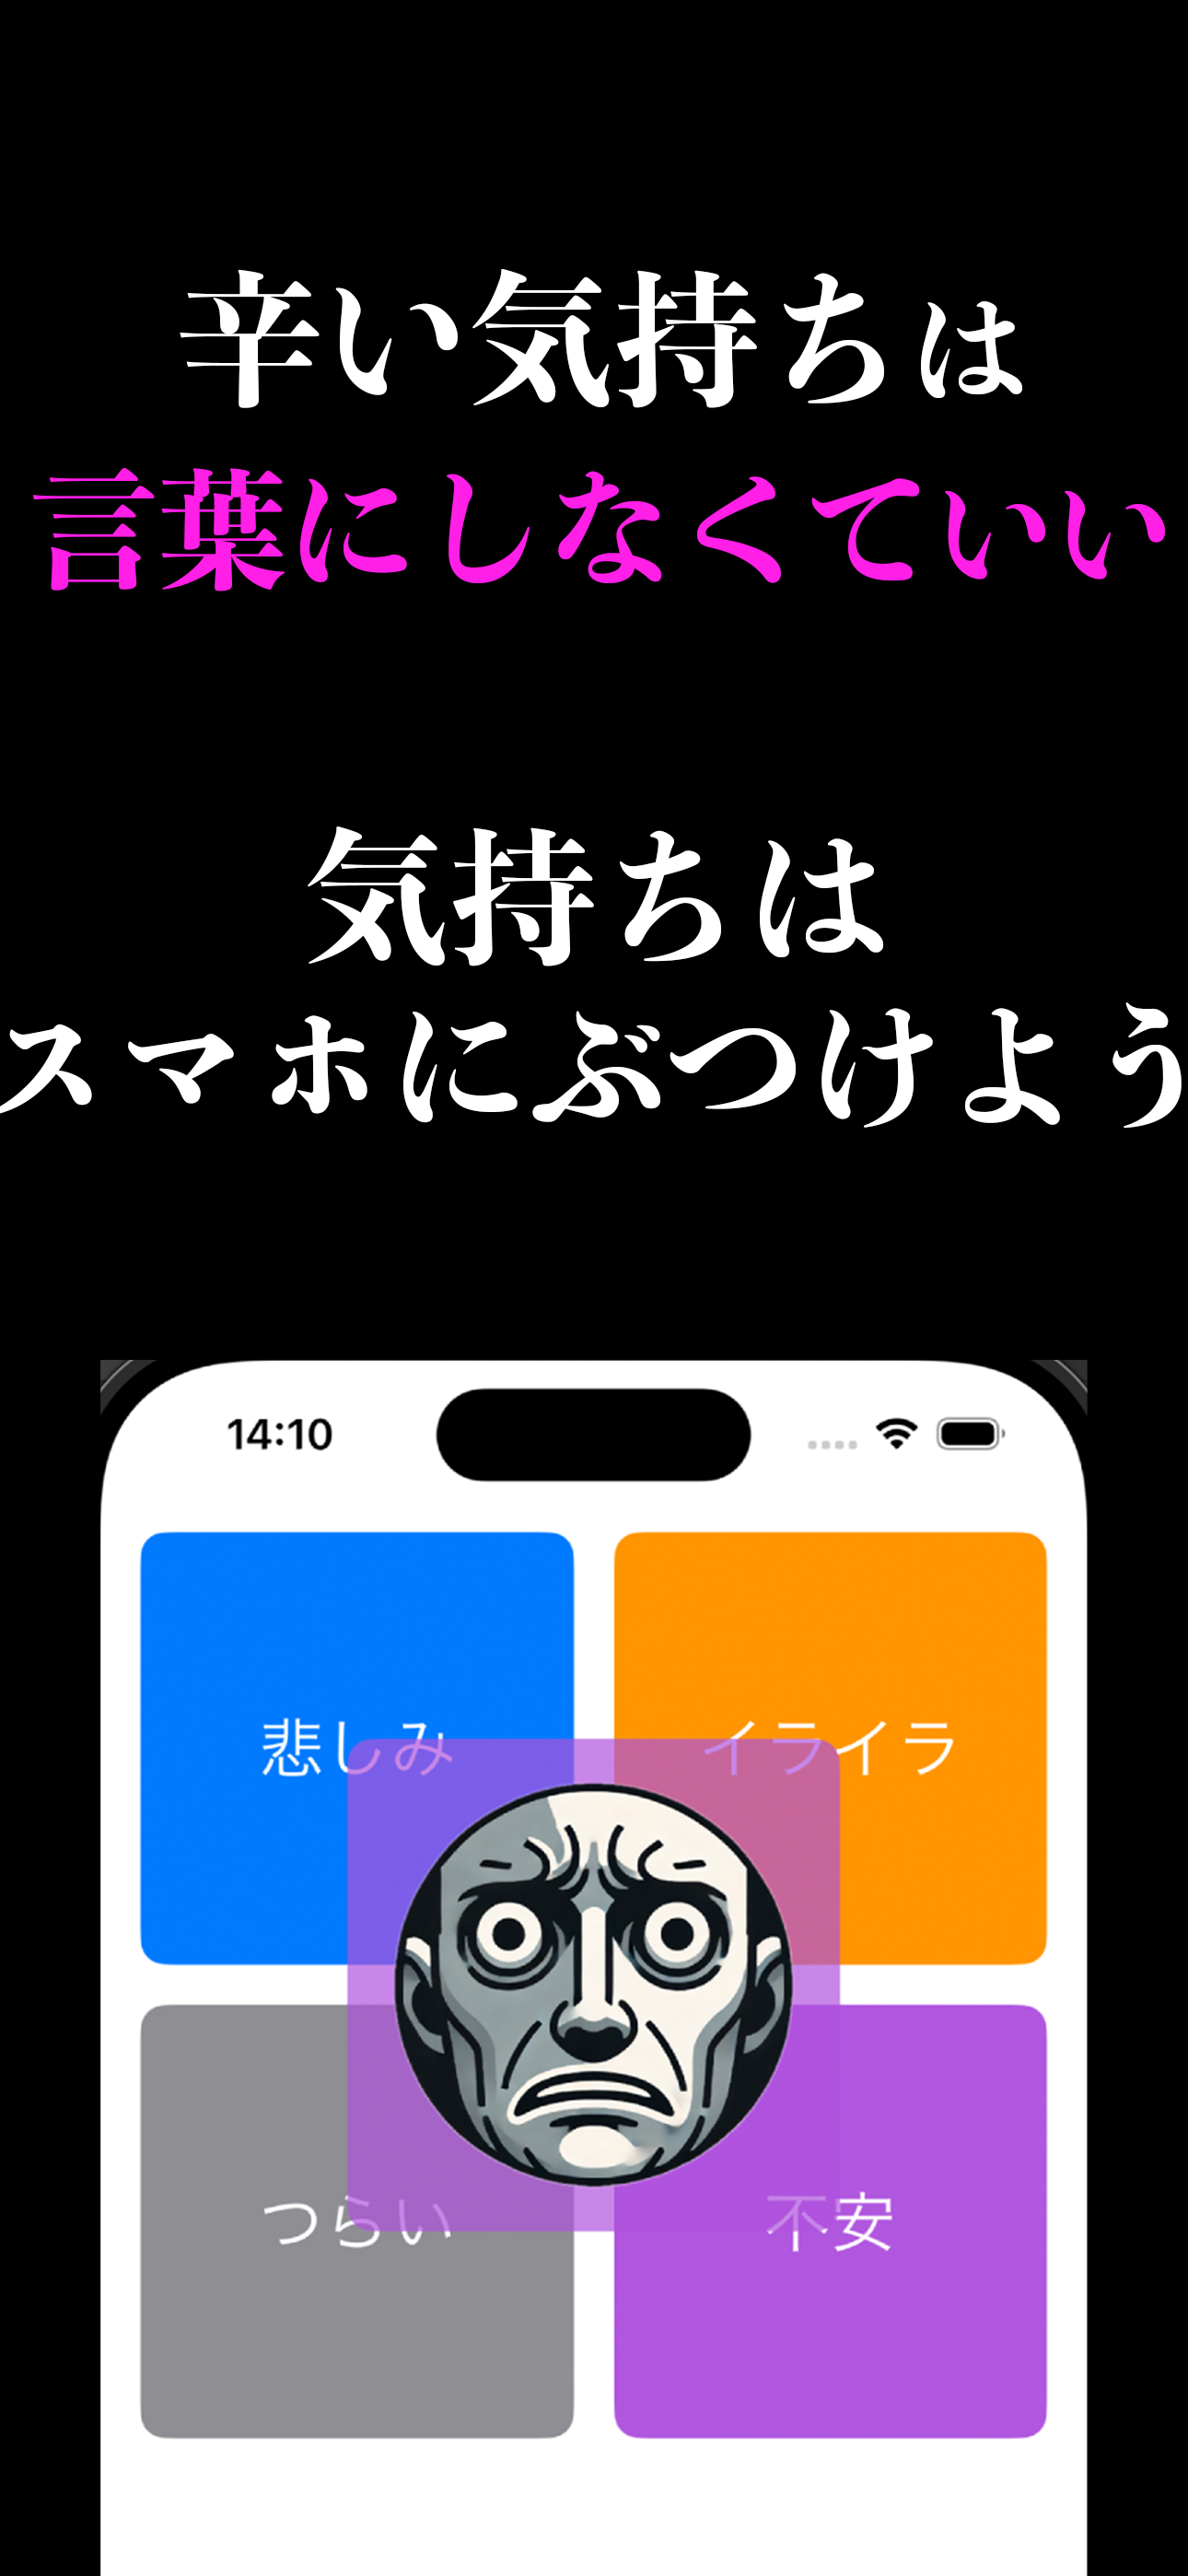 辛い気持ちは
言葉にしなくていい
気持ちは
スマホにぶつけよう
14:10
悲しみ
イライラ
つらい
不安